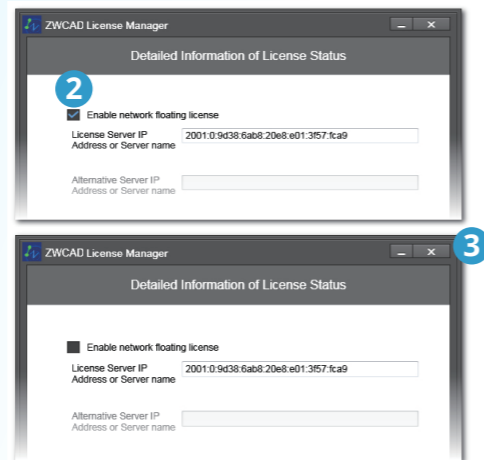 ZWCAD License Manager
Detailed Information of License Status
2
Enable network floating license
License Server IP
Address or Server name
2001:0:9d38:6ab8:20e8:e01:3f57:fca9
Alternative Server IP
Address or Server name
3
ZWCAD License Manager
Detailed Information of License Status
Enable network floating license
License Server IP
Address or Server name
2001:0:9d38:6ab8:20e8:e01:3f57:fca9
Alternative Server IP
Address or Server name